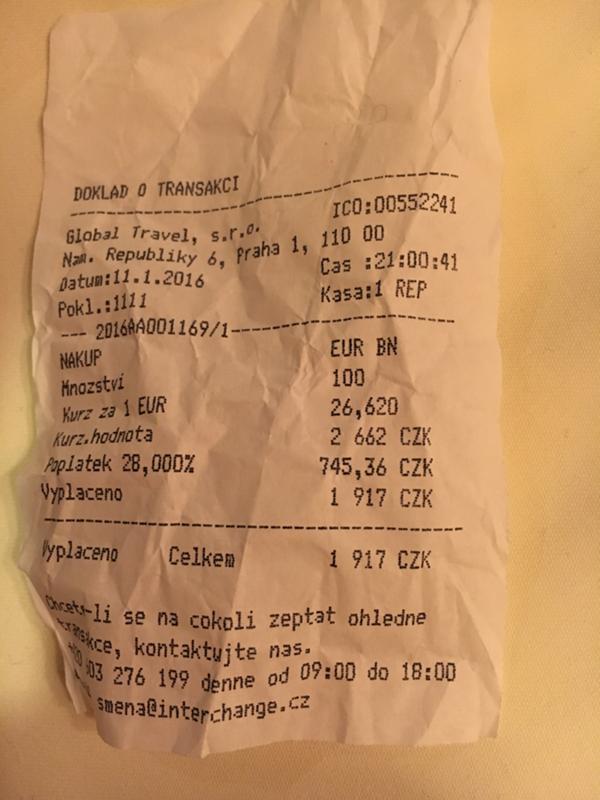 DOKLAD O TRANSAKCI
ICO:00552241
Global Travel, s.r.o.
Nam. Republiky 6, Praha 1, 110 00
Datum:11.1.2016 Cas :21:00:41
Pokl.:1111 Kasa:1 REP
--- 2016AA001169/1---
NAKUP EUR BN
Mnozstvi 100
Kurz za 1 EUR 26,620
Kurz.hodnota 2 662 CZK
Poplatek 28,000% 745,36 CZK
Vyplaceno 1 917 CZK
Vyplaceno Celkem 1 917 CZK
Chcete-li se na cokoli zeptat ohledne
transakce, kontaktujte nas.
603 276 199 denne od 09:00 do 18:00
smena@interchange.cz